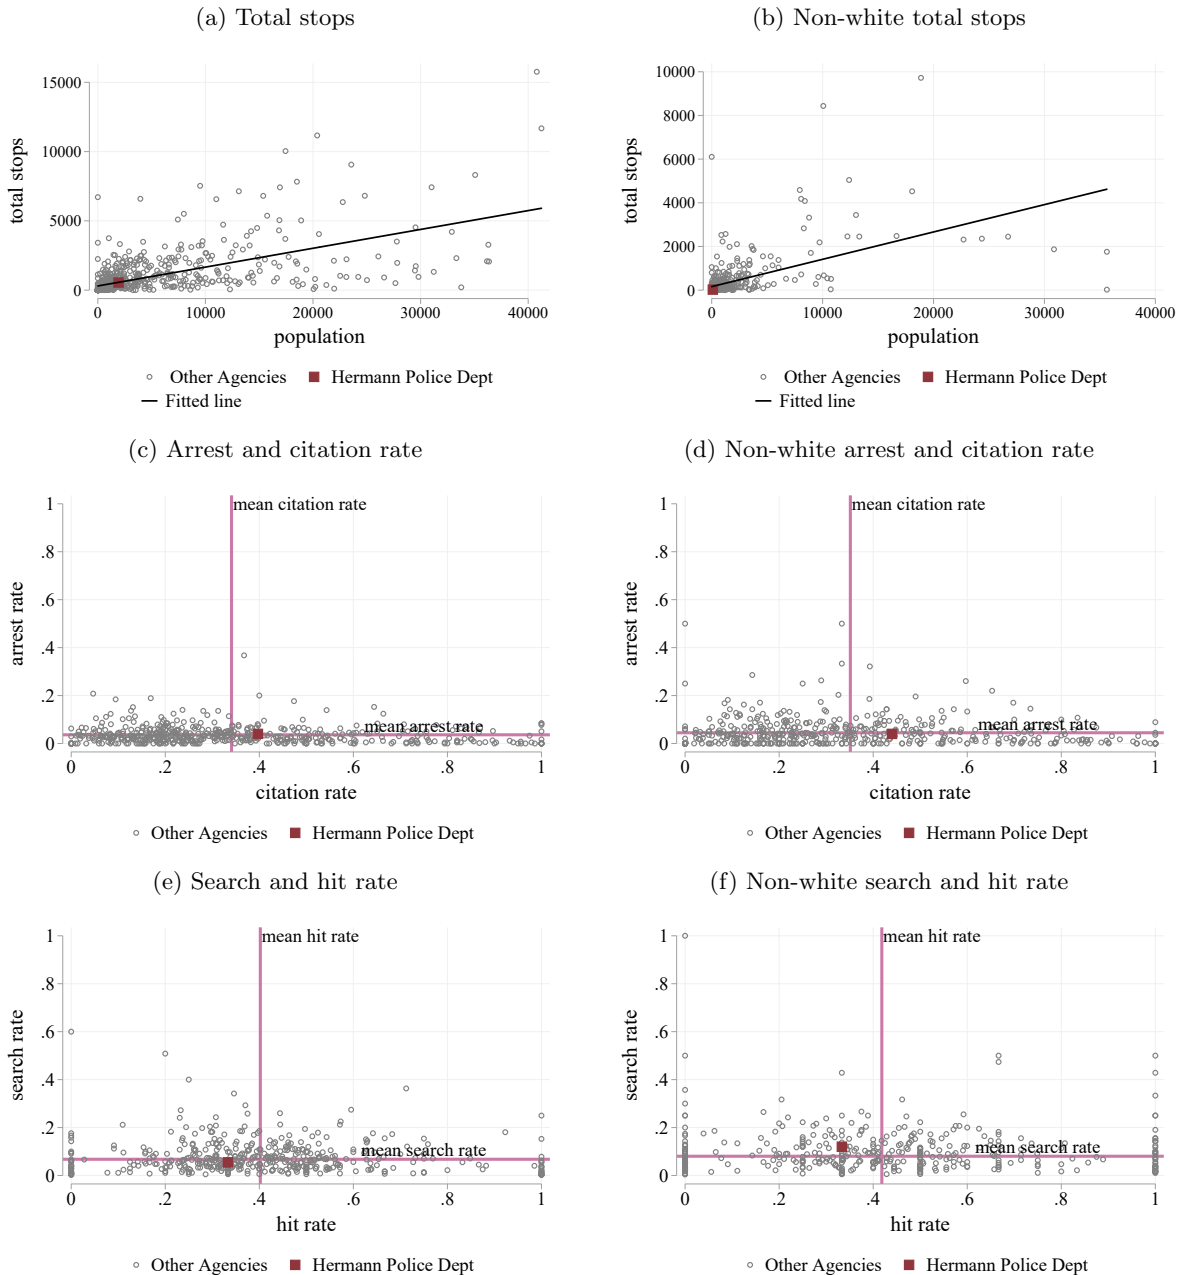 (a) Total stops
(b) Non-white total stops
total stops
15000
10000
5000
0
0 10000 20000 30000 40000
population
Other Agencies Hermann Police Dept
Fitted line
total stops
10000
8000
6000
4000
2000
0
0 10000 20000 30000 40000
population
Other Agencies Hermann Police Dept
Fitted line
(c) Arrest and citation rate
(d) Non-white arrest and citation rate
arrest rate
1
.8
.6
.4
.2
0
mean citation rate
mean arrest rate
0 .2 .4 .6 .8 1
citation rate
Other Agencies Hermann Police Dept
arrest rate
1
.8
.6
.4
.2
0
mean citation rate
mean arrest rate
0 .2 .4 .6 .8 1
citation rate
Other Agencies Hermann Police Dept
(e) Search and hit rate
(f) Non-white search and hit rate
search rate
1
.8
.6
.4
.2
0
mean hit rate
mean search rate
0 .2 .4 .6 .8 1
hit rate
Other Agencies Hermann Police Dept
search rate
1
.8
.6
.4
.2
0
mean hit rate
mean search rate
0 .2 .4 .6 .8 1
hit rate
Other Agencies Hermann Police Dept